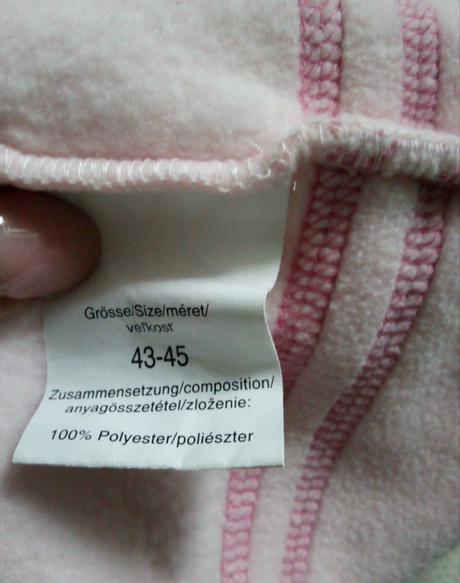 Grösse/Size/méret/
veľkosť
43-45
Zusammensetzung/composition/
anyagösszetétel/zloženie:
100% Polyester/poliészter